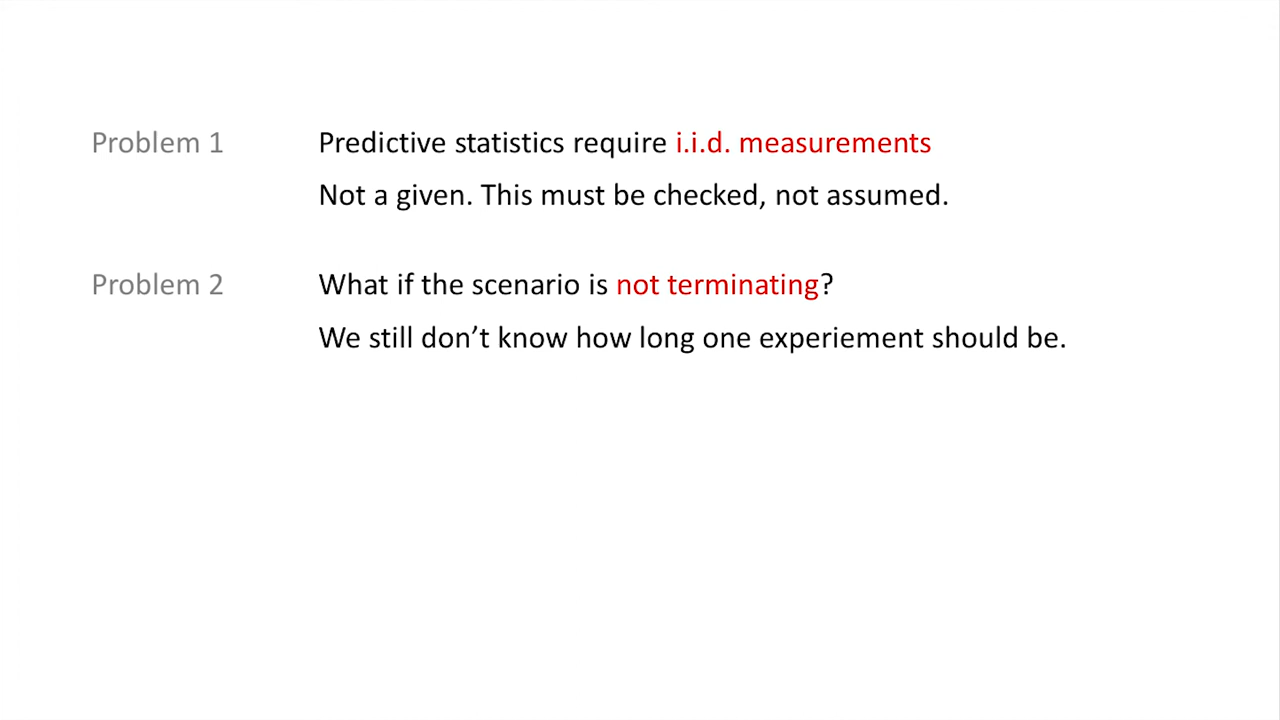 Problem 1 Predictive statistics require i.i.d. measurements
Not a given. This must be checked, not assumed.
Problem 2 What if the scenario is not terminating?
We still don’t know how long one experiement should be.